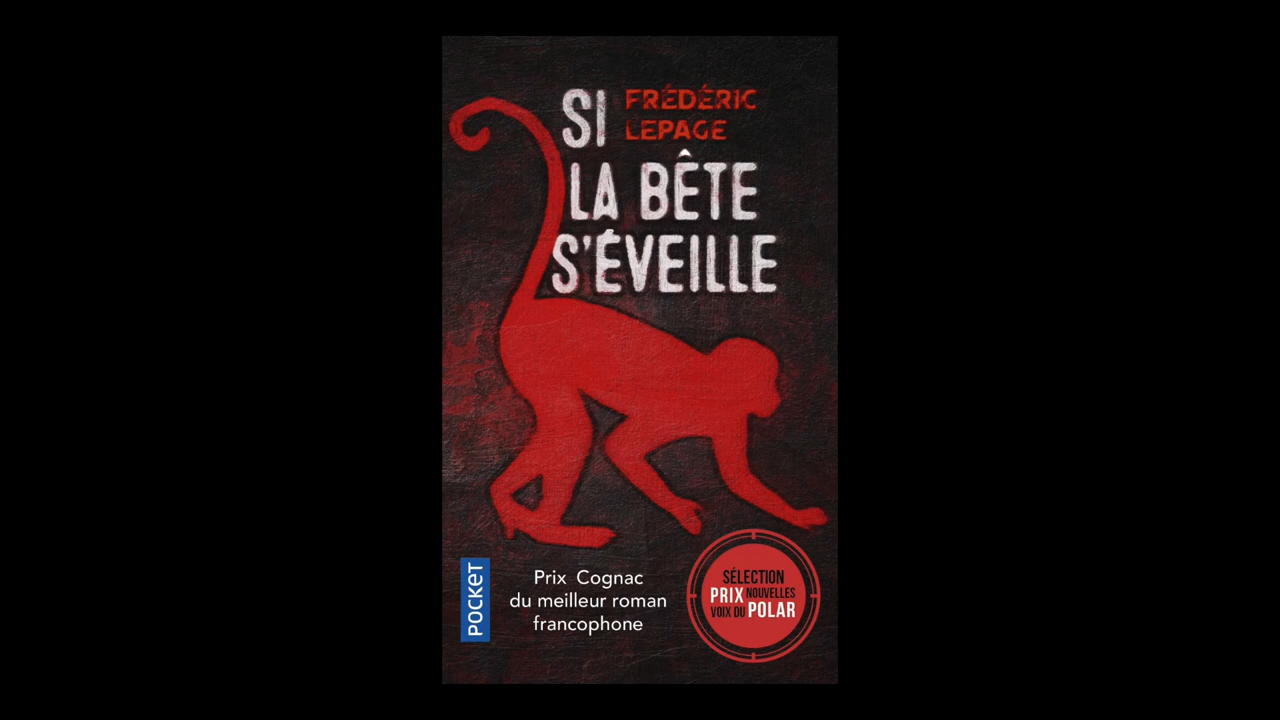 SI
FRÉDÉRIC
LEPAGE
LA BÊTE
S'ÉVEILLE
POCKET
Prix Cognac
du meilleur roman
francophone
SÉLECTION
PRIX NOUVELLES
VOIX DU POLAR